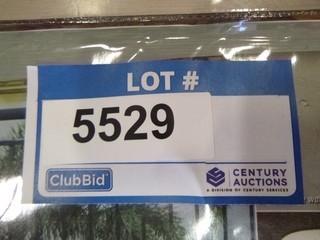 LOT #
5529
ClubBid
CENTURY
AUCTIONS
A DIVISION OF CENTURY SERVICES